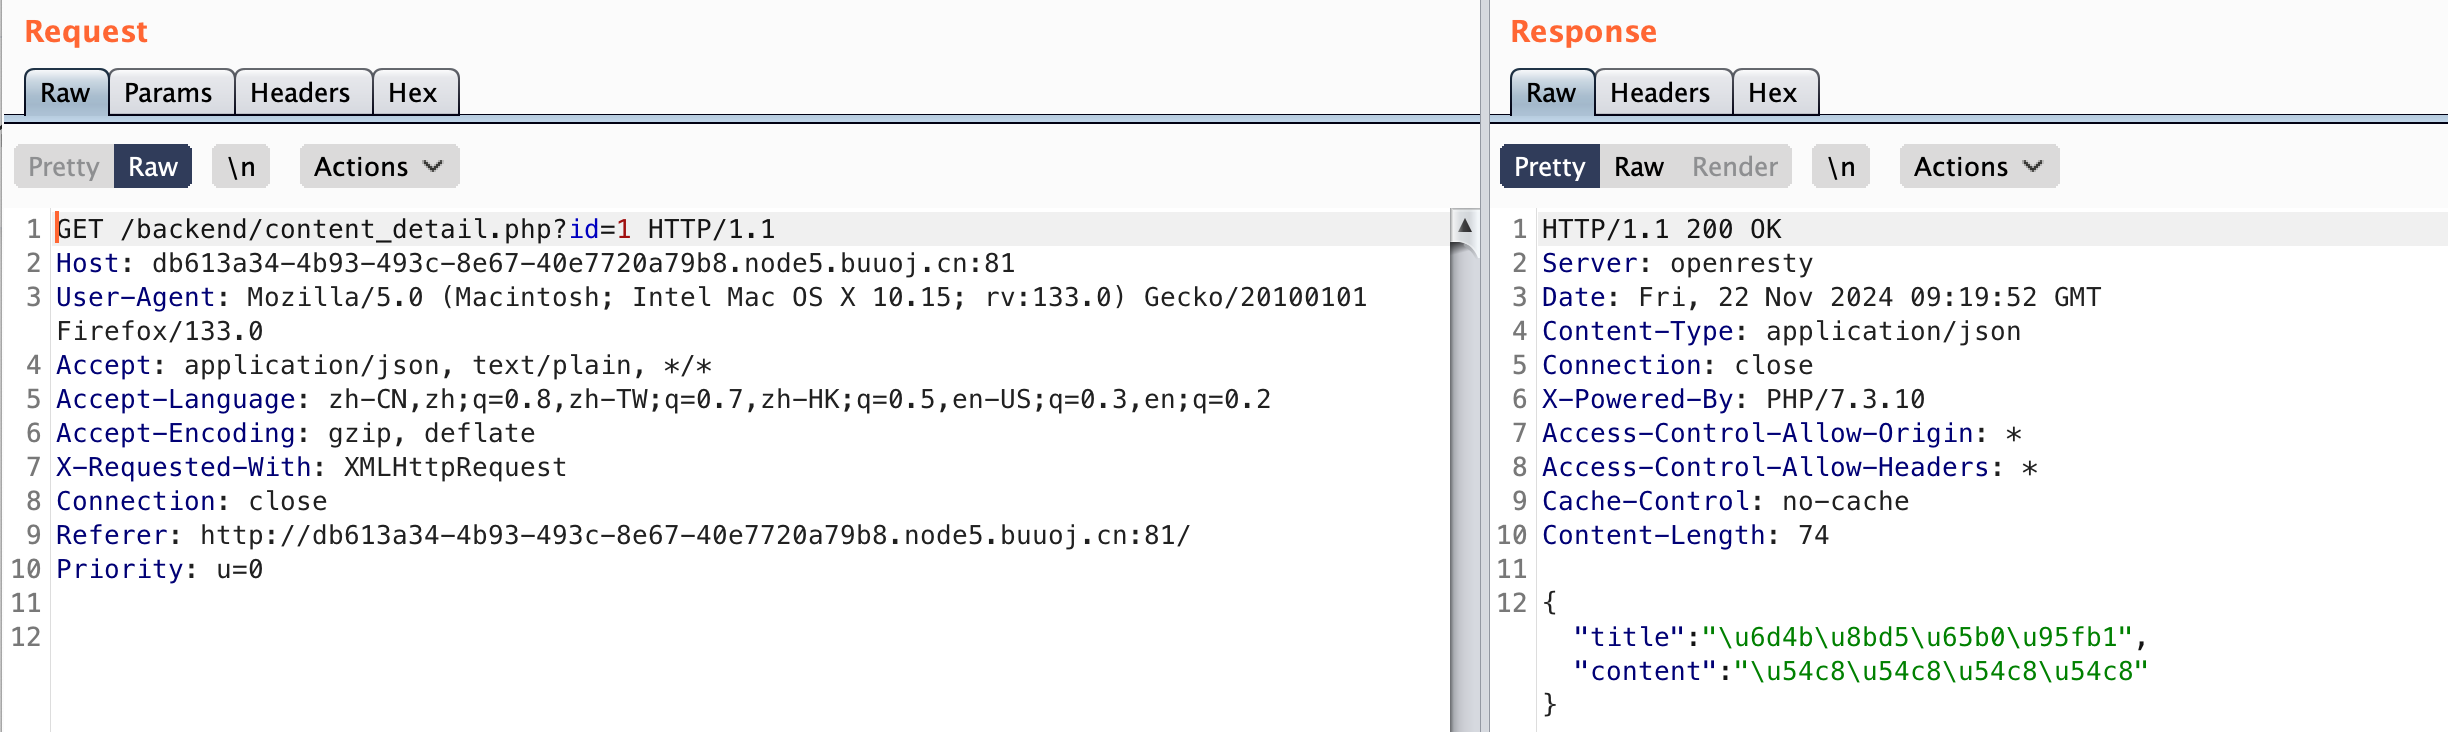 Request
Raw Params Headers Hex
Pretty Raw \n Actions
1 GET /backend/content_detail.php?id=1 HTTP/1.1
2 Host: db613a34-4b93-493c-8e67-40e7720a79b8.node5.buuoj.cn:81
3 User-Agent: Mozilla/5.0 (Macintosh; Intel Mac OS X 10.15; rv:133.0) Gecko/20100101
Firefox/133.0
4 Accept: application/json, text/plain, */*
5 Accept-Language: zh-CN,zh;q=0.8,zh-TW;q=0.7,zh-HK;q=0.5,en-US;q=0.3,en;q=0.2
6 Accept-Encoding: gzip, deflate
7 X-Requested-With: XMLHttpRequest
8 Connection: close
9 Referer: http://db613a34-4b93-493c-8e67-40e7720a79b8.node5.buuoj.cn:81/
10 Priority: u=0
11
12
Response
Raw Headers Hex
Pretty Raw Render \n Actions
1 HTTP/1.1 200 OK
2 Server: openresty
3 Date: Fri, 22 Nov 2024 09:19:52 GMT
4 Content-Type: application/json
5 Connection: close
6 X-Powered-By: PHP/7.3.10
7 Access-Control-Allow-Origin: *
8 Access-Control-Allow-Headers: *
9 Cache-Control: no-cache
10 Content-Length: 74
11
12 {
"title":"\u6d4b\u8bd5\u65b0\u95fb1",
"content":"\u54c8\u54c8\u54c8\u54c8"
}